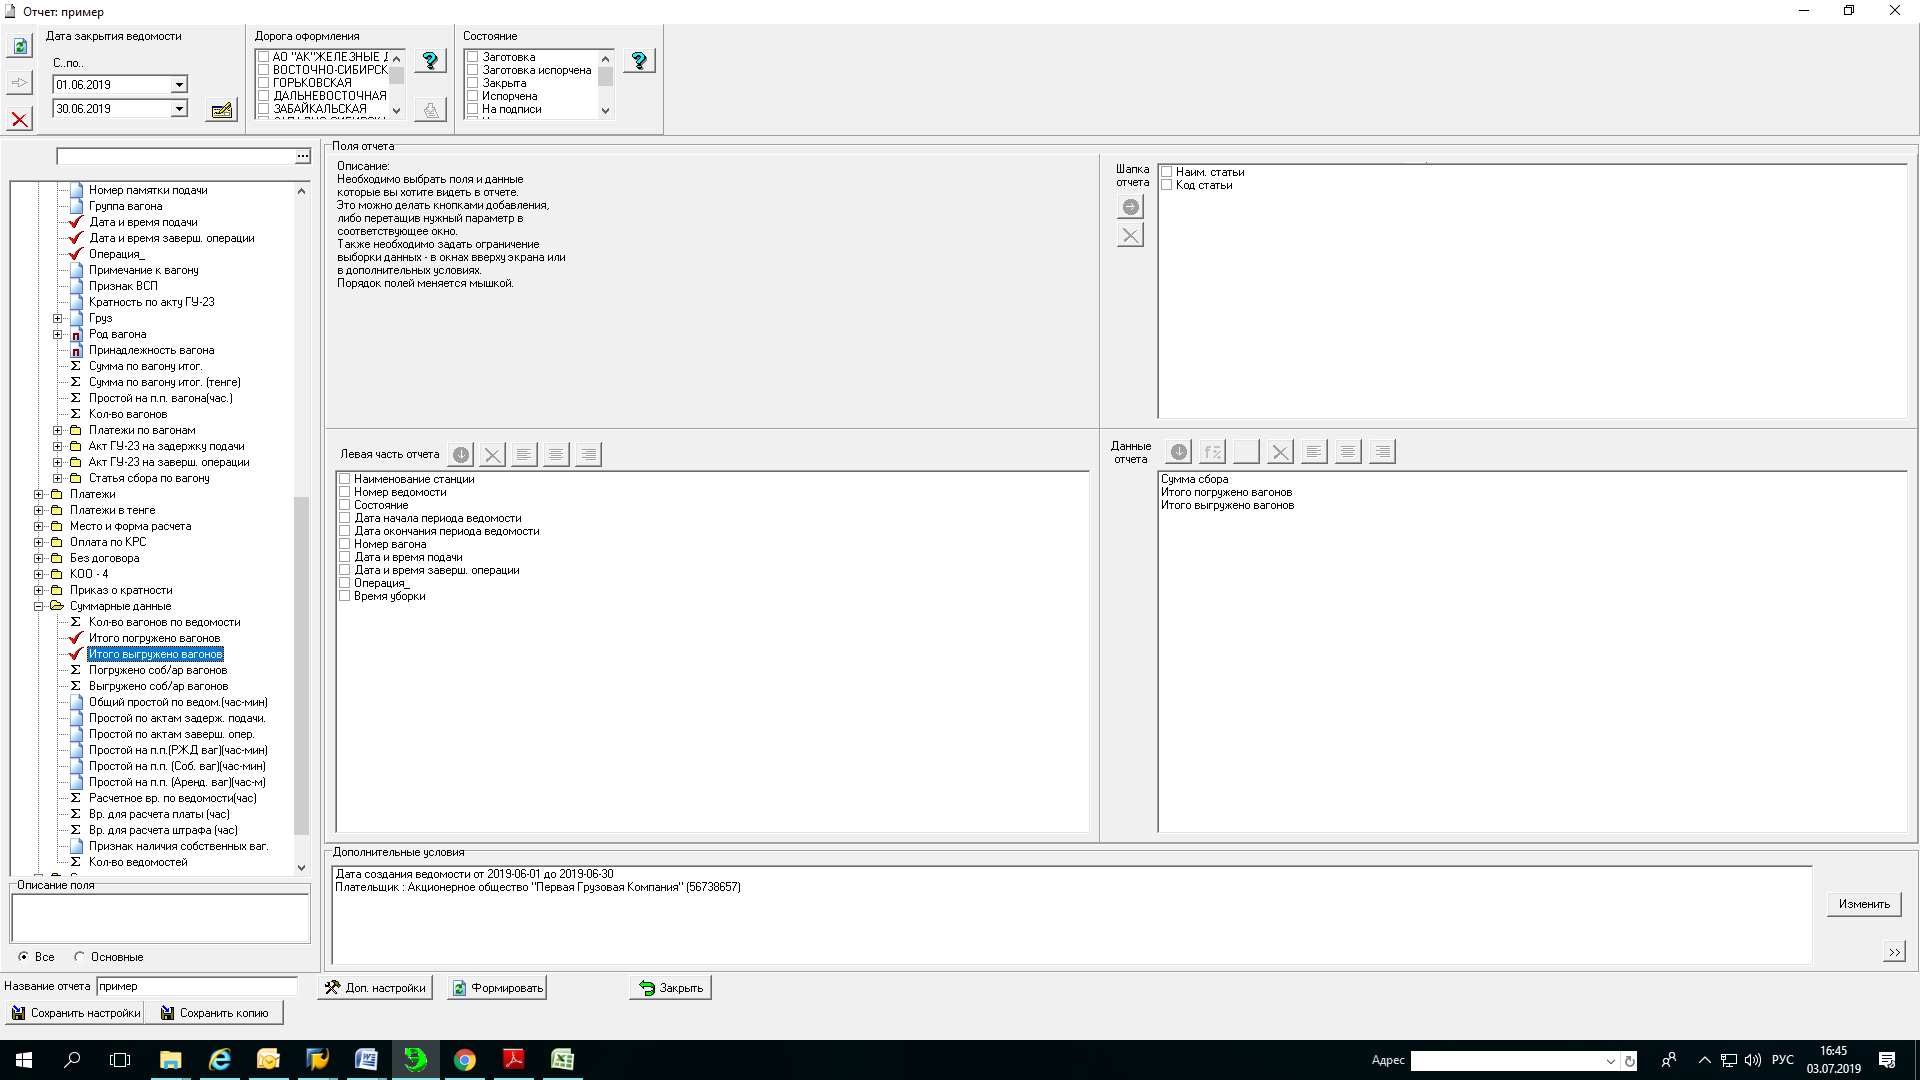 Отчет: пример
Дата закрытия ведомости
С..по..
01.06.2019
30.06.2019
Дорога оформления
АО "АК"ЖЕЛЕЗНЫЕ Д
ВОСТОЧНО-СИБИРСК
ГОРЬКОВСКАЯ
ДАЛЬНЕВОСТОЧНАЯ
ЗАБАЙКАЛЬСКАЯ
Состояние
Заготовка
Заготовка испорчена
Закрыта
Испорчена
На подписи
Номер памятки подачи
Группа вагона
Дата и время подачи
Дата и время заверш. операции
Операция_
Примечание к вагону
Признак ВСП
Кратность по акту ГУ-23
Груз
Род вагона
Принадлежность вагона
Сумма по вагону итог.
Сумма по вагону итог. (тенге)
Простой на п.п. вагона(час.)
Кол-во вагонов
Платежи по вагонам
Акт ГУ-23 на задержку подачи
Акт ГУ-23 на заверш. операции
Статья сбора по вагону
Платежи
Платежи в тенге
Место и форма расчета
Оплата по КРС
Без договора
КОО - 4
Приказ о кратности
Суммарные данные
Кол-во вагонов по ведомости
Итого погружено вагонов
Итого выгружено вагонов
Погружено соб/ар вагонов
Выгружено соб/ар вагонов
Общий простой по ведом.(час-мин)
Простой по актам задерж. подачи.
Простой по актам заверш. опер.
Простой на п.п.(РЖД ваг)(час-мин)
Простой на п.п. (Соб. ваг)(час-мин)
Простой на п.п. (Аренд. ваг)(час-м)
Расчетное вр. по ведомости(час)
Вр. для расчета платы (час)
Вр. для расчета штрафа (час)
Признак наличия собственных ваг.
Кол-во ведомостей
Описание поля
Все
Основные
Поля отчета
Описание:
Необходимо выбрать поля и данные
которые вы хотите видеть в отчете.
Это можно делать кнопками добавления,
либо перетащив нужный параметр в
соответствующее окно.
Также необходимо задать ограничение
выборки данных - в окнах вверху экрана или
в дополнительных условиях.
Порядок полей меняется мышкой.
Шапка
отчета
Наим. статьи
Код статьи
Левая часть отчета
Наименование станции
Номер ведомости
Состояние
Дата начала периода ведомости
Дата окончания периода ведомости
Номер вагона
Дата и время подачи
Дата и время заверш. операции
Операция_
Время уборки
Данные
отчета
Сумма сбора
Итого погружено вагонов
Итого выгружено вагонов
Дополнительные условия
Дата создания ведомости от 2019-06-01 до 2019-06-30
Плательщик : Акционерное общество "Первая Грузовая Компания" (56738657)
Изменить
>>
Название отчета
пример
Доп. настройки
Формировать
Закрыть
Сохранить настройки
Сохранить копию
Адрес
РУС
16:45
03.07.2019